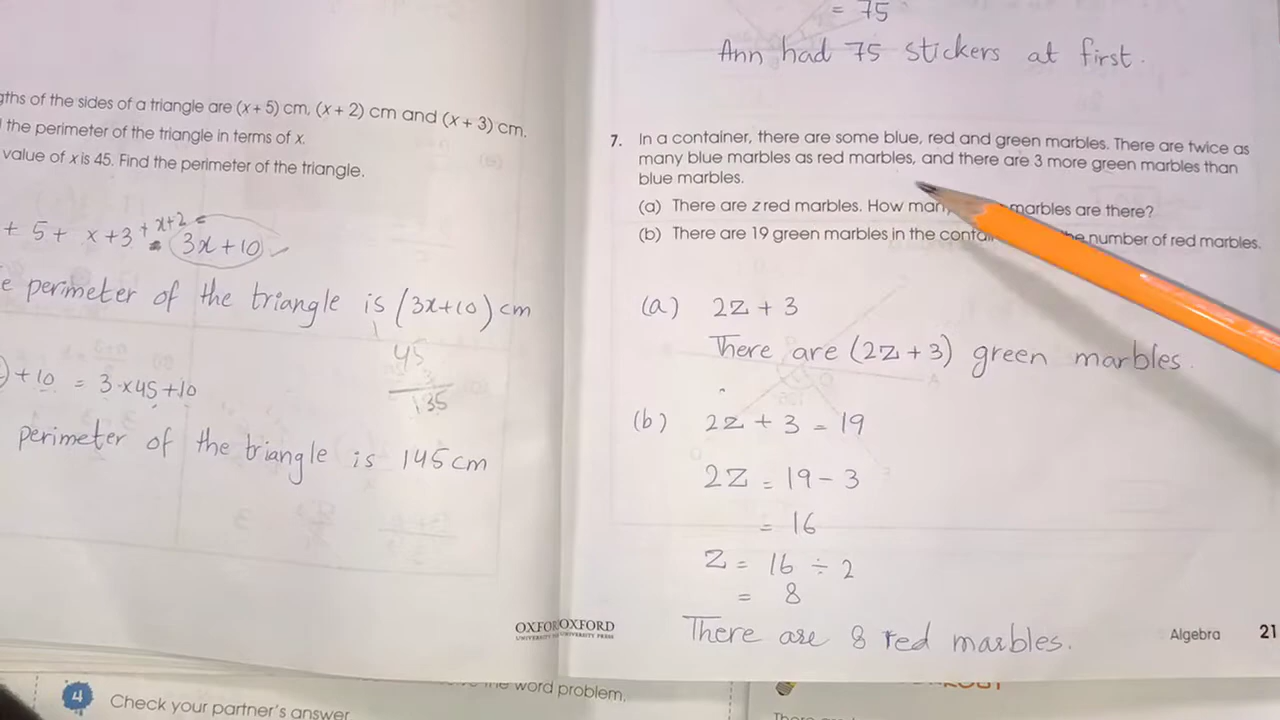 gths of the sides of a triangle are (x + 5) cm, (x + 2) cm and (x + 3) cm.
the perimeter of the triangle in terms of x.
value of x is 45. Find the perimeter of the triangle.
+ 5 + x + 3 + x + 2 =
= 3x + 10
e perimeter of the triangle is (3x+10) cm
45
3
135
) + 10 = 3 × 45 + 10
perimeter of the triangle is 145 cm
= 75
Ann had 75 stickers at first.
7. In a container, there are some blue, red and green marbles. There are twice as
many blue marbles as red marbles, and there are 3 more green marbles than
blue marbles.
(a) There are z red marbles. How man marbles are there?
(b) There are 19 green marbles in the conta he number of red marbles.
(a) 2z + 3
There are (2z + 3) green marbles.
(b) 2z + 3 = 19
2z = 19 - 3
= 16
z = 16 ÷ 2
= 8
There are 8 red marbles.
OXFO OXFORD
UNIVERSITY PRESS
Algebra 21
word problem.
4 Check your partner's answer